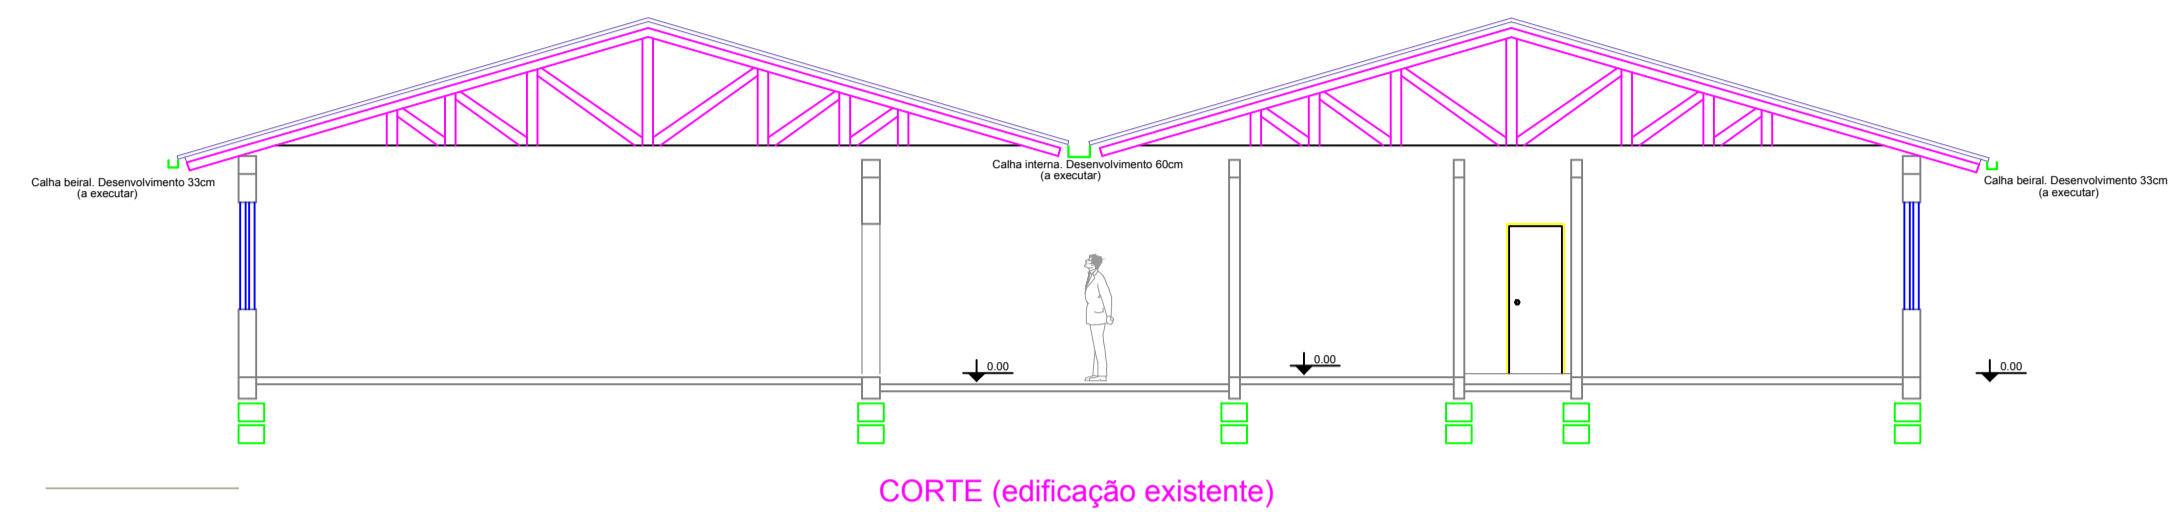 Calha interna. Desenvolvimento 60cm
(a executar)
Calha beiral. Desenvolvimento 33cm
(a executar)
Calha beiral. Desenvolvimento 33cm
(a executar)
0.00
0.00
0.00
CORTE (edificação existente)